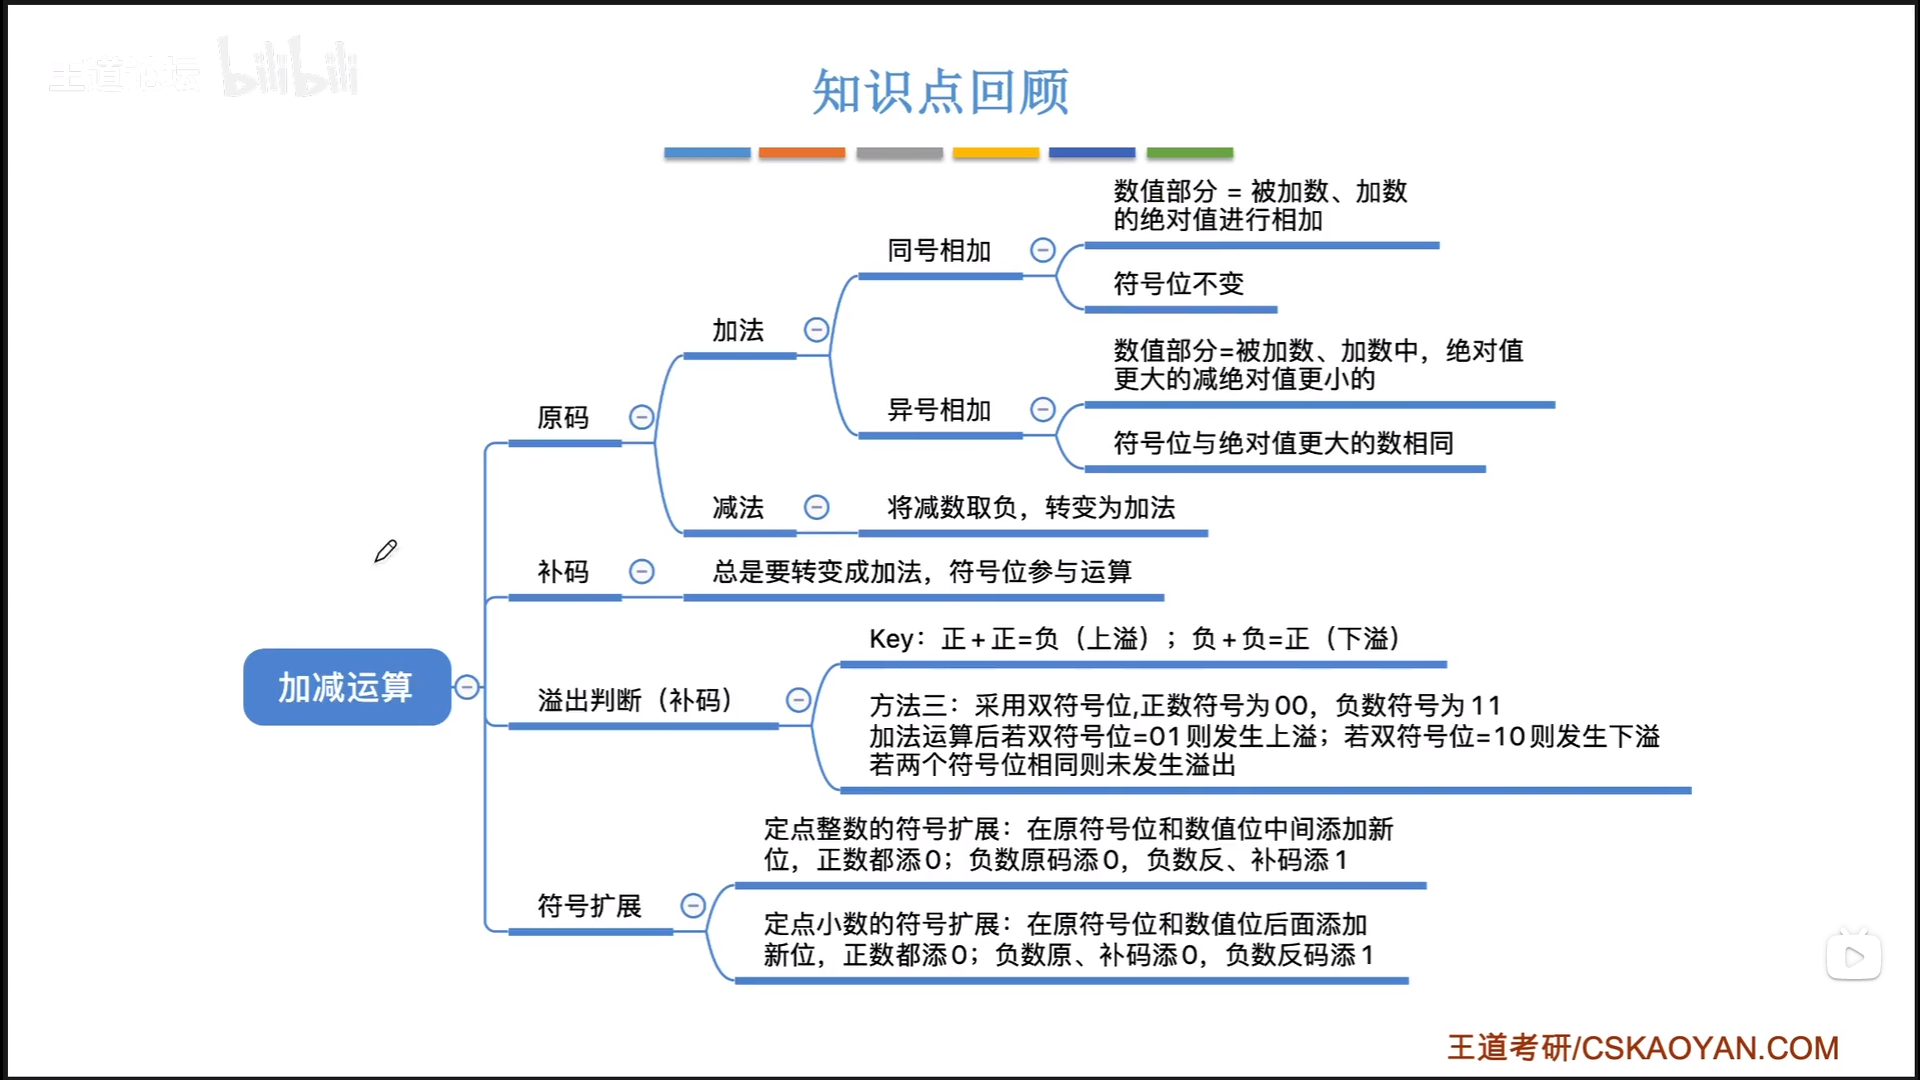 王道论坛 bilibili
知识点回顾
数值部分 = 被加数、加数
的绝对值进行相加
同号相加
符号位不变
加法
数值部分=被加数、加数中，绝对值
更大的减绝对值更小的
异号相加
符号位与绝对值更大的数相同
原码
减法
将减数取负，转变为加法
补码
总是要转变成加法，符号位参与运算
加减运算
Key：正+正=负（上溢）；负+负=正（下溢）
溢出判断（补码）
方法三：采用双符号位,正数符号为00，负数符号为11
加法运算后若双符号位=01则发生上溢；若双符号位=10则发生下溢
若两个符号位相同则未发生溢出
定点整数的符号扩展：在原符号位和数值位中间添加新
位，正数都添0；负数原码添0，负数反、补码添1
符号扩展
定点小数的符号扩展：在原符号位和数值位后面添加
新位，正数都添0；负数原、补码添0，负数反码添1
王道考研/CSKAOYAN.COM